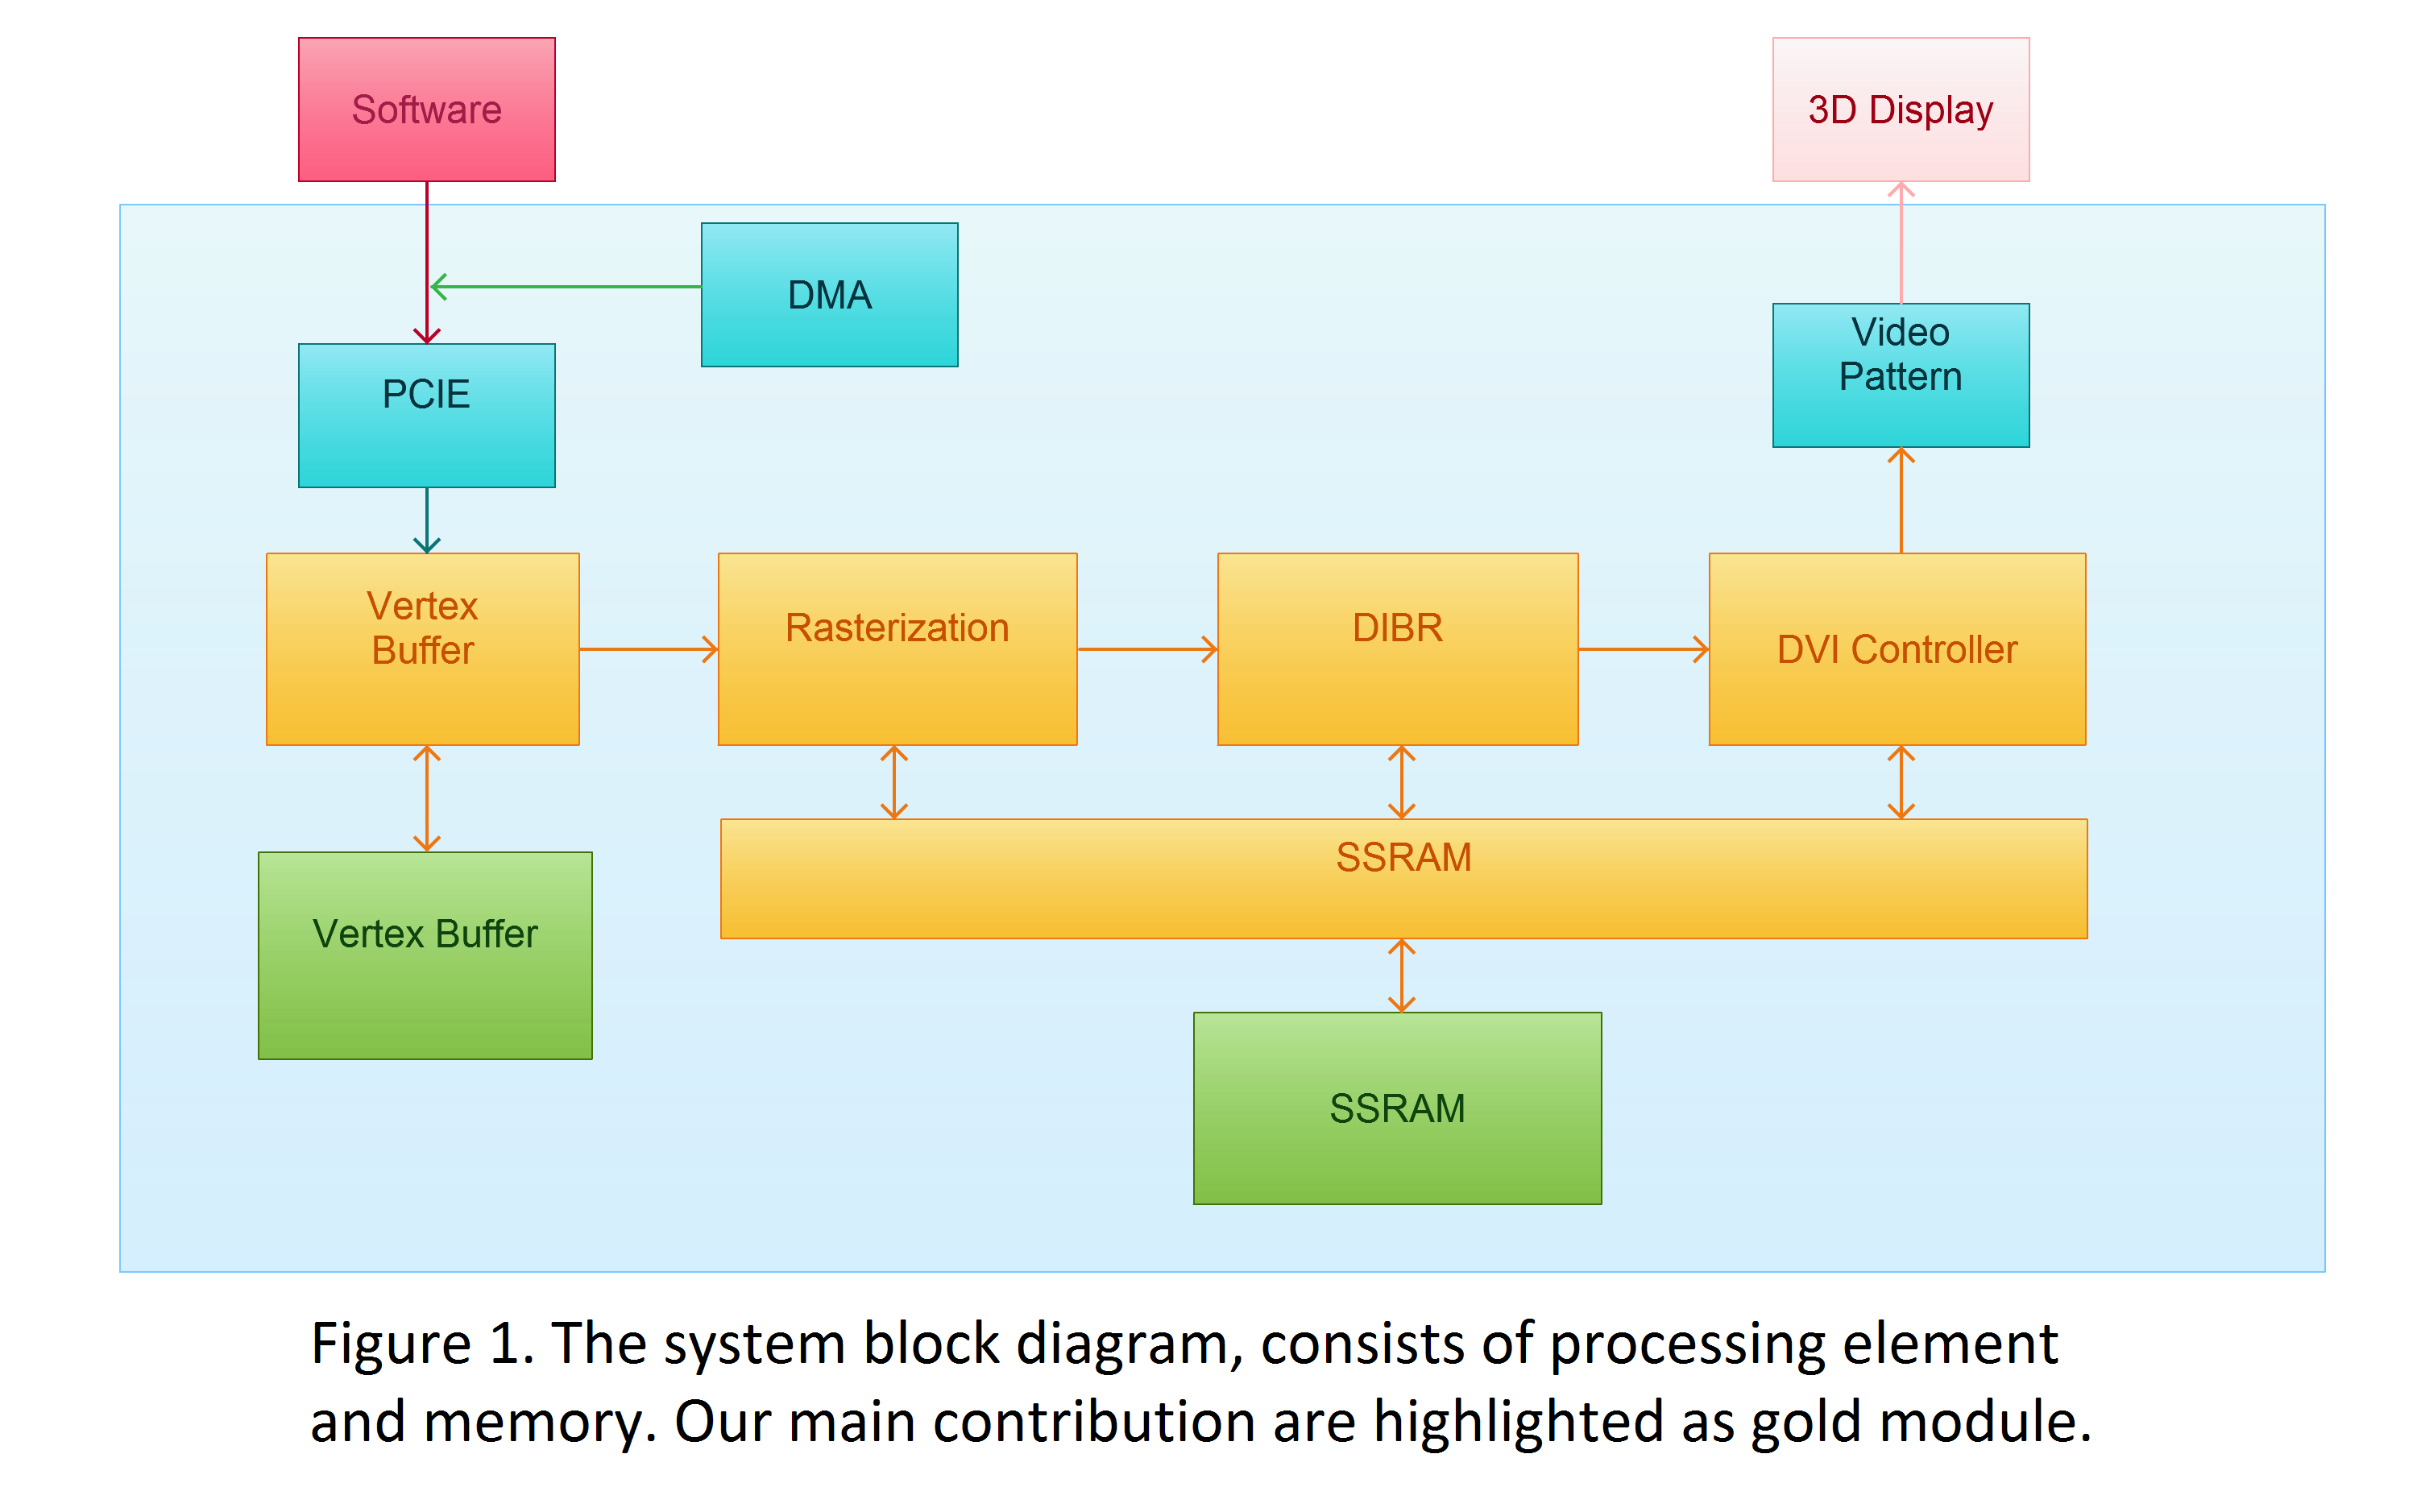 Software
3D Display
DMA
Video
Pattern
PCIE
Vertex
Buffer
Rasterization
DIBR
DVI Controller
SSRAM
Vertex Buffer
SSRAM
Figure 1. The system block diagram, consists of processing element
and memory. Our main contribution are highlighted as gold module.